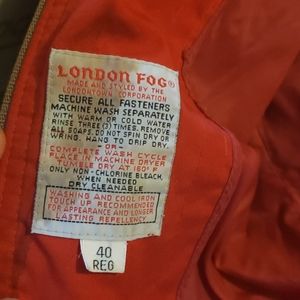 LONDON FOG®
MADE AND STYLED BY THE
LONDONTOWN CORPORATION
SECURE ALL FASTENERS
MACHINE WASH SEPARATELY
WITH WARM OR COLD WATER
RINSE THREE (3) TIMES. REMOVE
ALL SOAPS. DO NOT SPIN DRY OR
WRING. HANG TO DRIP DRY.
-OR-
COMPLETE WASH CYCLE
PLACE IN MACHINE DRYER
TUMBLE DRY AT 160° F
ONLY NON-CHLORINE BLEACH
WHEN NEEDED
DRY CLEANABLE
WASHING AND COOL IRON
TOUCH UP RECOMMENDED
FOR APPEARANCE AND LONGER
LASTING REPELLENCY
40
REG